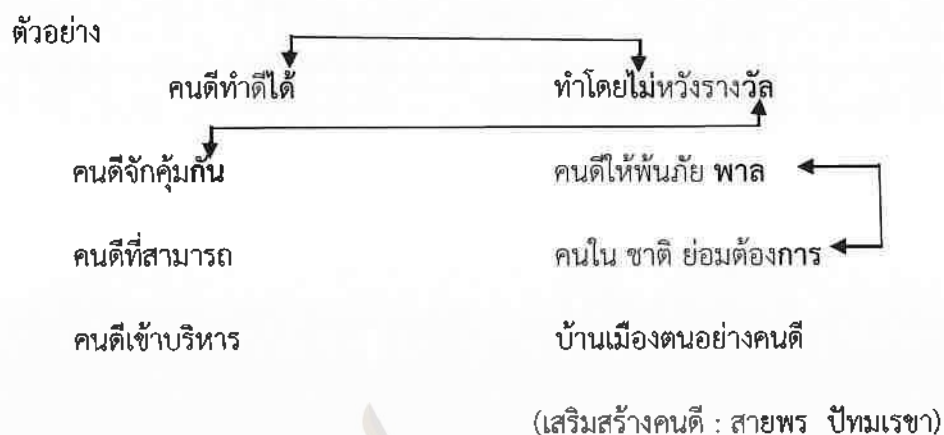 ตัวอย่าง
คนดีทำดีได้ ทำโดยไม่หวังรางวัล
คนดีจักคุ้มกัน คนดีให้พ้นภัย พาล
คนดีที่สามารถ คนใน ชาติ ย่อมต้องการ
คนดีเข้าบริหาร บ้านเมืองตนอย่างคนดี
(เสริมสร้างคนดี : สายพร ปัทมเรขา)